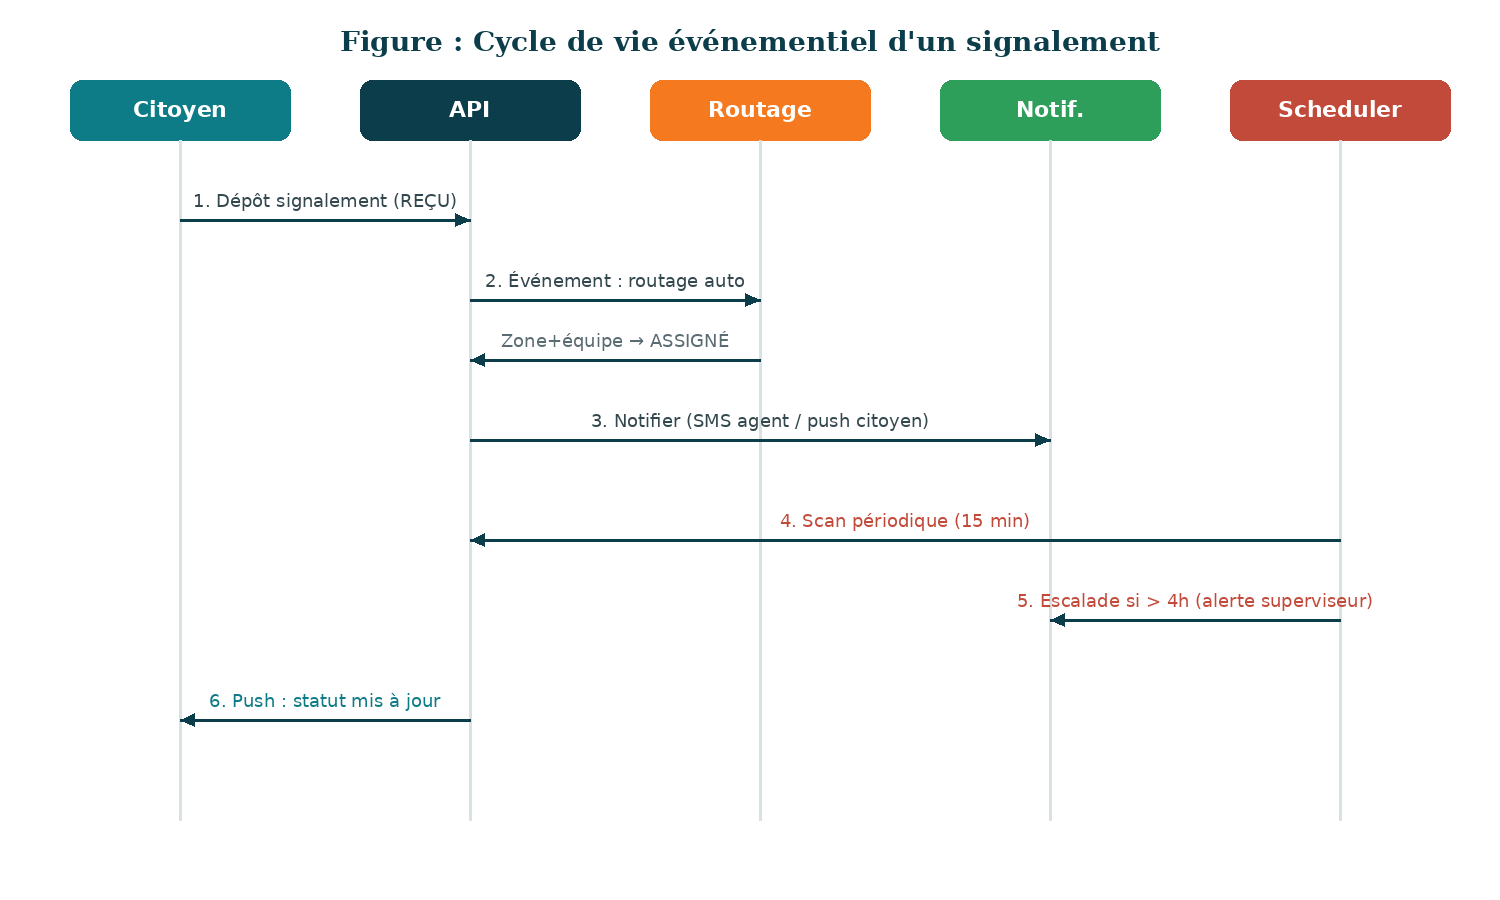 Figure : Cycle de vie événementiel d'un signalement
Citoyen
API
Routage
Notif.
Scheduler
1. Dépôt signalement (REÇU)
2. Événement : routage auto
Zone+équipe → ASSIGNÉ
3. Notifier (SMS agent / push citoyen)
4. Scan périodique (15 min)
5. Escalade si > 4h (alerte superviseur)
6. Push : statut mis à jour